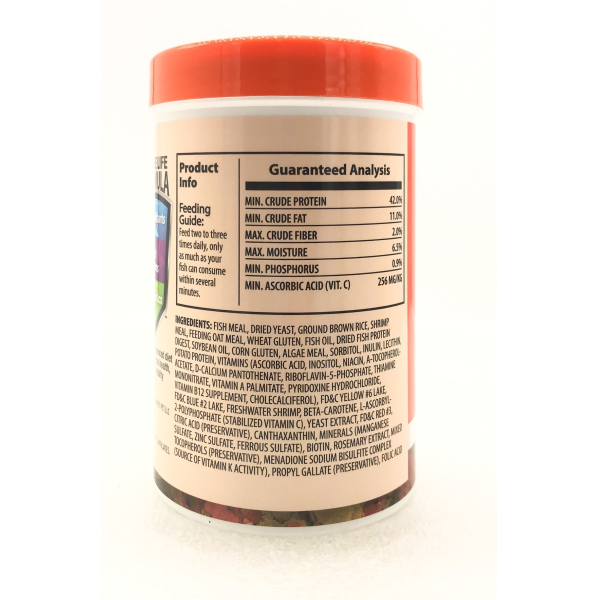 LIFE
ULA
Product
Info
Feeding
Guide:
Feed two to three
times daily, only
as much as your
fish can consume
within several
minutes.
Guaranteed Analysis
MIN. CRUDE PROTEIN 42.0%
MIN. CRUDE FAT 11.0%
MAX. CRUDE FIBER 2.0%
MAX. MOISTURE 6.5%
MIN. PHOSPHORUS 0.9%
MIN. ASCORBIC ACID (VIT. C) 256 MG/KG
INGREDIENTS: FISH MEAL, DRIED YEAST, GROUND BROWN RICE, SHRIMP
MEAL, FEEDING OAT MEAL, WHEAT GLUTEN, FISH OIL, DRIED FISH PROTEIN
DIGEST, SOYBEAN OIL, CORN GLUTEN, ALGAE MEAL, SORBITOL, INULIN, LECITHIN,
POTATO PROTEIN, VITAMINS (ASCORBIC ACID, INOSITOL, NIACIN, A-TOCOPHEROL-
ACETATE, D-CALCIUM PANTOTHENATE, RIBOFLAVIN-5-PHOSPHATE, THIAMINE
MONONITRATE, VITAMIN A PALMITATE, PYRIDOXINE HYDROCHLORIDE,
VITAMIN B12 SUPPLEMENT, CHOLECALCIFEROL), FD&C YELLOW #6 LAKE,
FD&C BLUE #2 LAKE, FRESHWATER SHRIMP, BETA-CAROTENE, L-ASCORBYL-
2-POLYPHOSPHATE (STABILIZED VITAMIN C), YEAST EXTRACT, FD&C RED #3,
CITRIC ACID (PRESERVATIVE), CANTHAXANTHIN, MINERALS (MANGANESE
SULFATE, ZINC SULFATE, FERROUS SULFATE), BIOTIN, ROSEMARY EXTRACT, MIXED
TOCOPHEROLS (PRESERVATIVE), MENADIONE SODIUM BISULFITE COMPLEX
(SOURCE OF VITAMIN K ACTIVITY), PROPYL GALLATE (PRESERVATIVE), FOLIC ACID